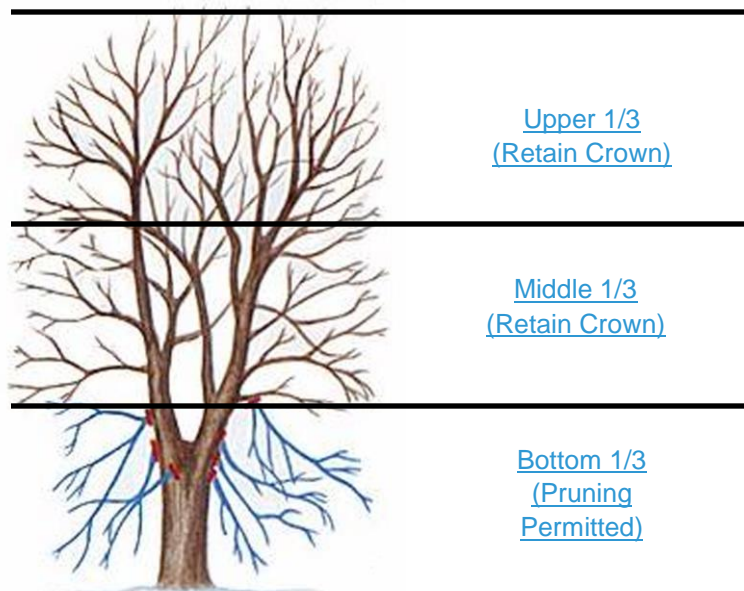 Upper 1/3
(Retain Crown)
Middle 1/3
(Retain Crown)
Bottom 1/3
(Pruning
Permitted)